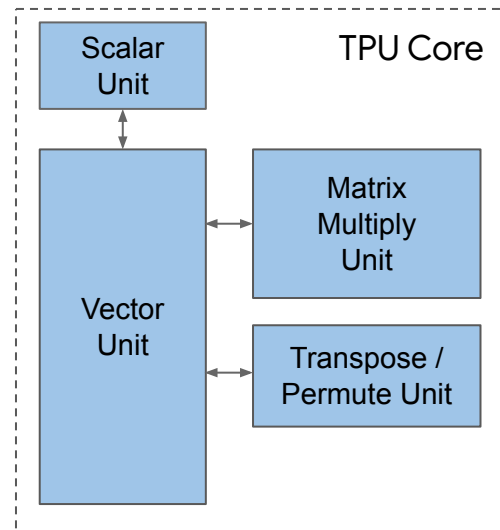 TPU Core
Scalar
Unit
Vector
Unit
Matrix
Multiply
Unit
Transpose /
Permute Unit